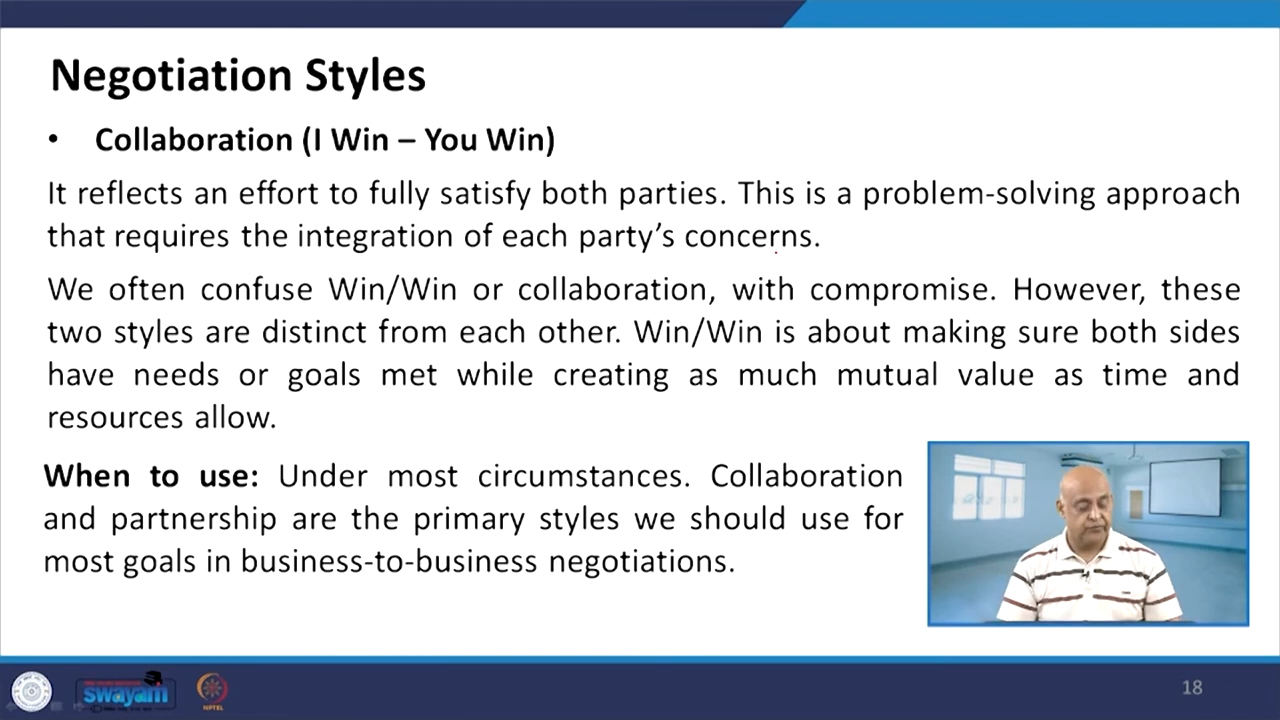 Negotiation Styles
• Collaboration (I Win – You Win)
It reflects an effort to fully satisfy both parties. This is a problem-solving approach
that requires the integration of each party’s concerns.
We often confuse Win/Win or collaboration, with compromise. However, these
two styles are distinct from each other. Win/Win is about making sure both sides
have needs or goals met while creating as much mutual value as time and
resources allow.
When to use: Under most circumstances. Collaboration
and partnership are the primary styles we should use for
most goals in business-to-business negotiations.
swayam
NPTEL
18